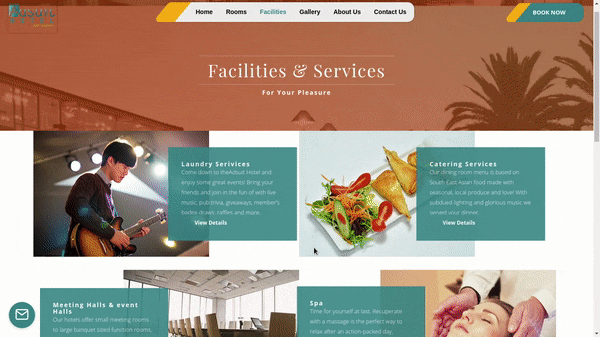 Home Rooms Facilities Gallery About Us Contact Us BOOK NOW
Facilities & Services
For Your Pleasure
Laundry Serivices
Come down to theAdsud Hotel and
enjoy some great events! Bring your
friends and join in the fun of with live
music, pub trivia, giveaways, member's
badge draw, raffles and more.
View Details
Catering Services
Our dining room menu is based on
South East Asian food made with
seasonal, local produce and love! With
subdued lighting and glorious music we
served your dinner.
View Details
Meeting Halls & event
Halls
Our hotels offer small meeting rooms
to large banquet sized function rooms,
Spa
Time for yourself at last. Recuperate
with a massage is the perfect way to
relax after an action-packed day,